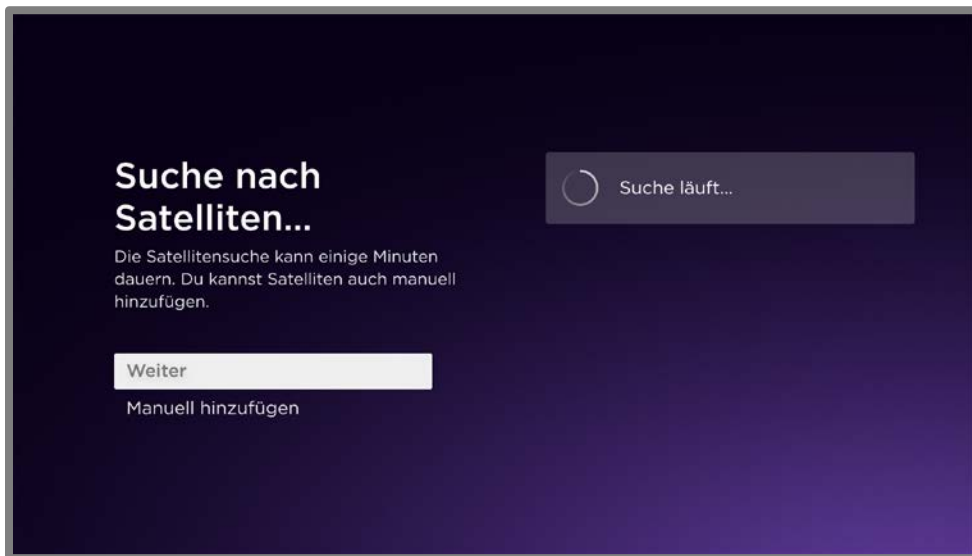 Suche nach
Satelliten...
Die Satellitensuche kann einige Minuten
dauern. Du kannst Satelliten auch manuell
hinzufügen.
Weiter
Manuell hinzufügen
Suche läuft...